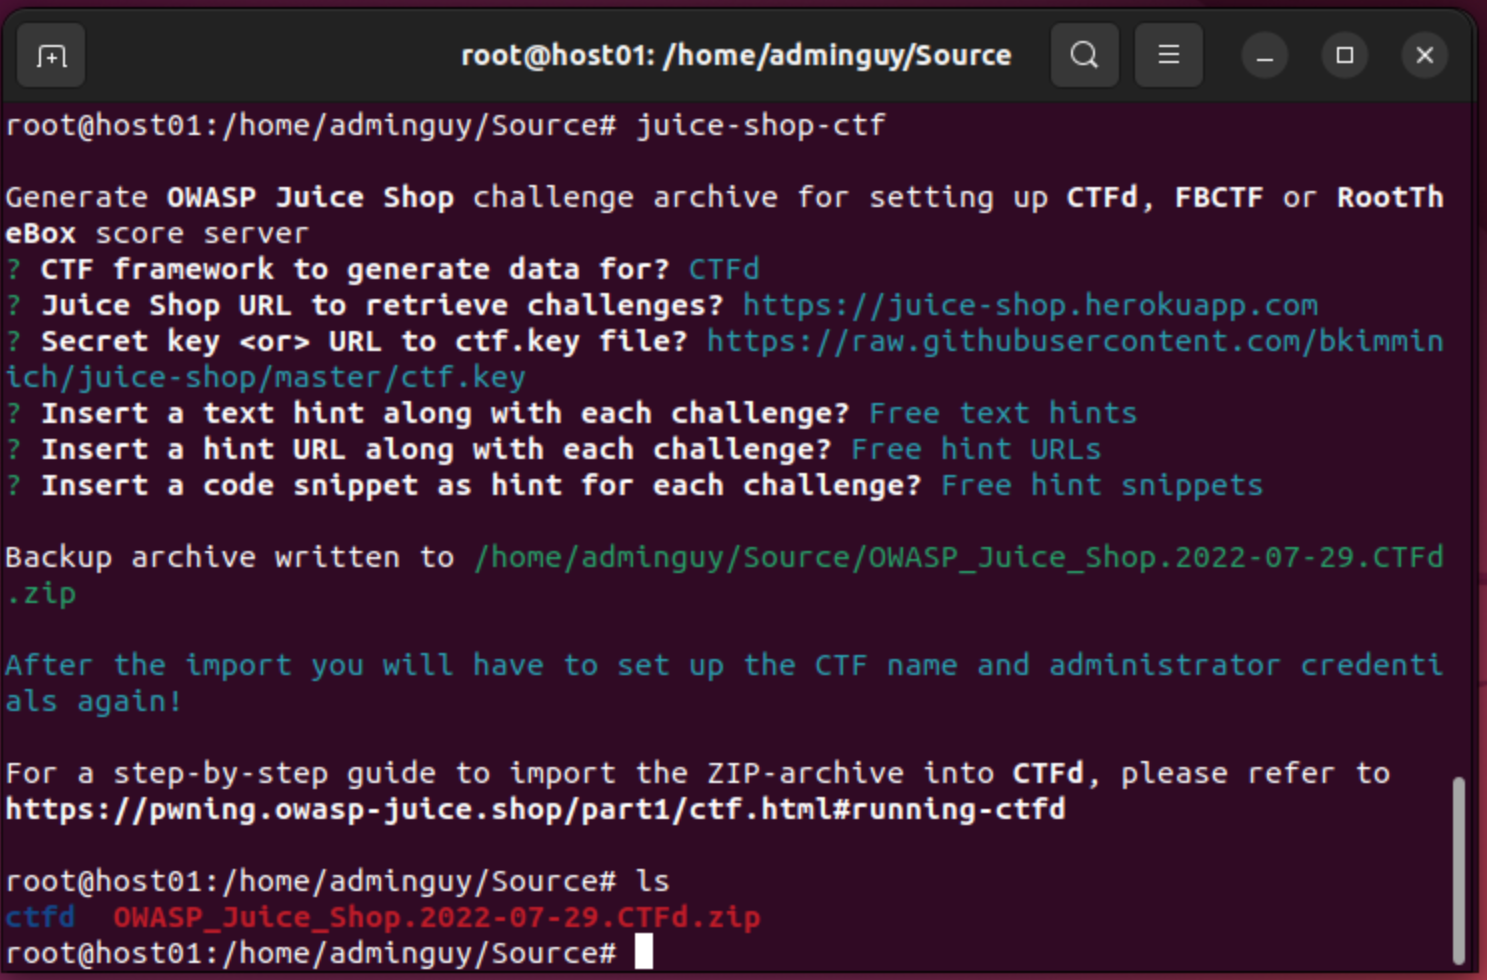 root@host01: /home/adminguy/Source
root@host01:/home/adminguy/Source# juice-shop-ctf
Generate OWASP Juice Shop challenge archive for setting up CTFd, FBCTF or RootTh
eBox score server
? CTF framework to generate data for? CTFd
? Juice Shop URL to retrieve challenges? https://juice-shop.herokuapp.com
? Secret key <or> URL to ctf.key file? https://raw.githubusercontent.com/bkimmin
ich/juice-shop/master/ctf.key
? Insert a text hint along with each challenge? Free text hints
? Insert a hint URL along with each challenge? Free hint URLs
? Insert a code snippet as hint for each challenge? Free hint snippets
Backup archive written to /home/adminguy/Source/OWASP_Juice_Shop.2022-07-29.CTFd
.zip
After the import you will have to set up the CTF name and administrator credenti
als again!
For a step-by-step guide to import the ZIP-archive into CTFd, please refer to
https://pwning.owasp-juice.shop/part1/ctf.html#running-ctfd
root@host01:/home/adminguy/Source# ls
ctfd  OWASP_Juice_Shop.2022-07-29.CTFd.zip
root@host01:/home/adminguy/Source#